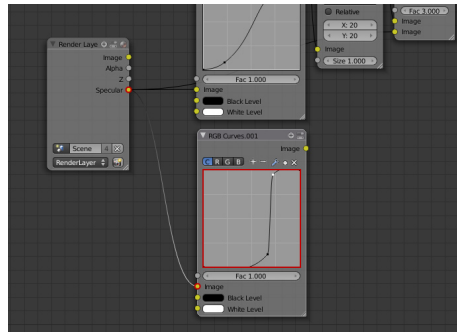 Render Laye
Image
Alpha
Z
Specular
Scene
4
RenderLayer
Fac 1.000
Image
Black Level
White Level
Relative
X: 20
Y: 20
Image
Size 1.000
Fac 3.000
Image
Image
RGB Curves.001
Image
C R G B
Fac 1.000
Image
Black Level
White Level